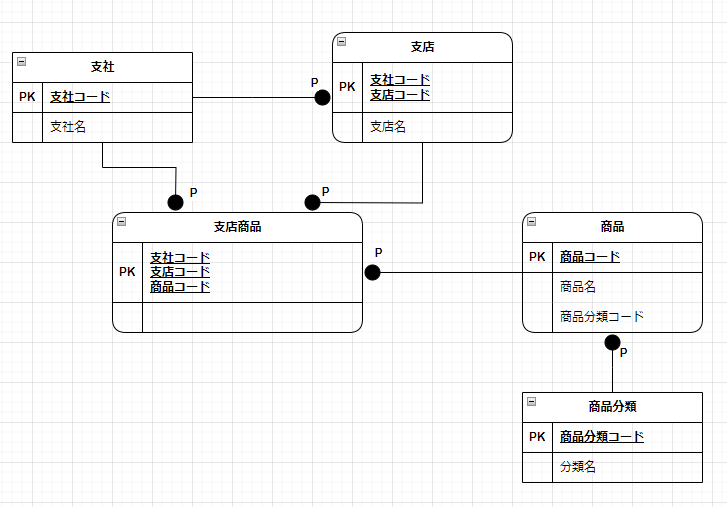 支社
PK
支社コード
支社名
P
支店
PK
支社コード
支店コード
支店名
P
P
支店商品
PK
支社コード
支店コード
商品コード
P
商品
PK
商品コード
商品名
商品分類コード
P
商品分類
PK
商品分類コード
分類名